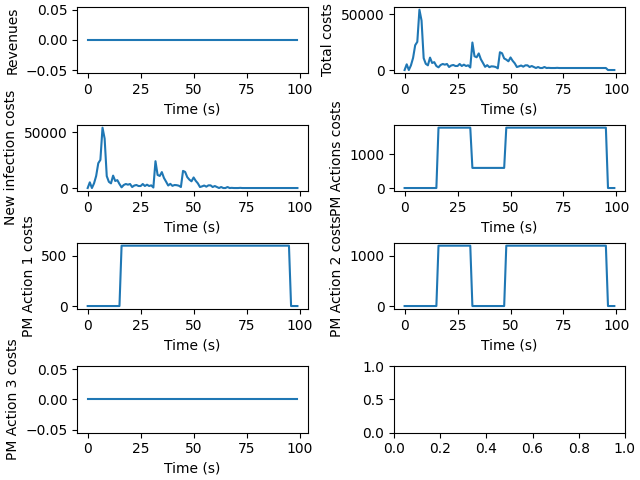 Revenues
0.05
0.00
−0.05
0 25 50 75 100
Time (s)
Total costs
50000
0
0 25 50 75 100
Time (s)
New infection costs
50000
0
0 25 50 75 100
Time (s)
PM Actions costs
1000
0
0 25 50 75 100
Time (s)
PM Action 1 costs
500
0
0 25 50 75 100
Time (s)
PM Action 2 costs
1000
0
0 25 50 75 100
Time (s)
PM Action 3 costs
0.05
0.00
−0.05
0 25 50 75 100
Time (s)
1.0
0.5
0.0
0.0 0.2 0.4 0.6 0.8 1.0